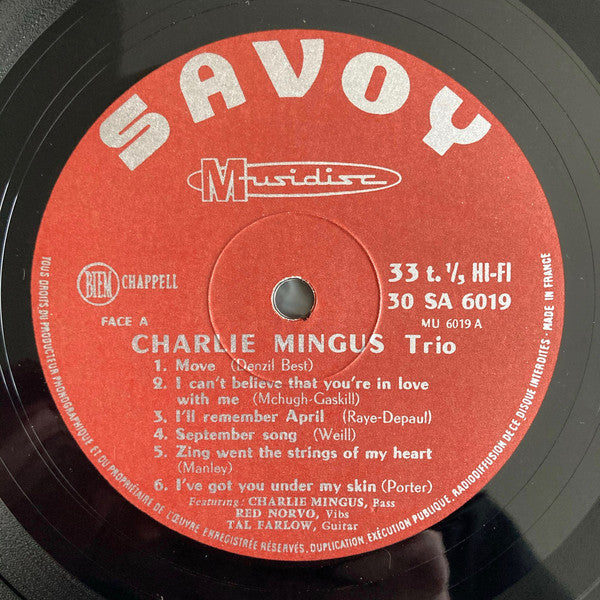 SAVOY
Musidisc
BIEM CHAPPELL
33 t. 1/3 HI-FI
30 SA 6019
MU 6019 A
FACE A
CHARLIE MINGUS Trio
1. Move (Denzil Best)
2. I can't believe that you're in love
with me (Mchugh-Gaskill)
3. I'll remember April (Raye-Depaul)
4. September song (Weill)
5. Zing went the strings of my heart
(Manley)
6. I've got you under my skin (Porter)
Featuring: CHARLIE MINGUS, Bass
RED NORVO, Vibs
TAL FARLOW, Guitar
TOUS DROITS DU PRODUCTEUR PHONOGRAPHIQUE ET DU PROPRIÉTAIRE DE L'ŒUVRE ENREGISTRÉE RÉSERVÉS. DUPLICATION, EXÉCUTION PUBLIQUE, RADIODIFFUSION DE CE DISQUE INTERDITES - MADE IN FRANCE